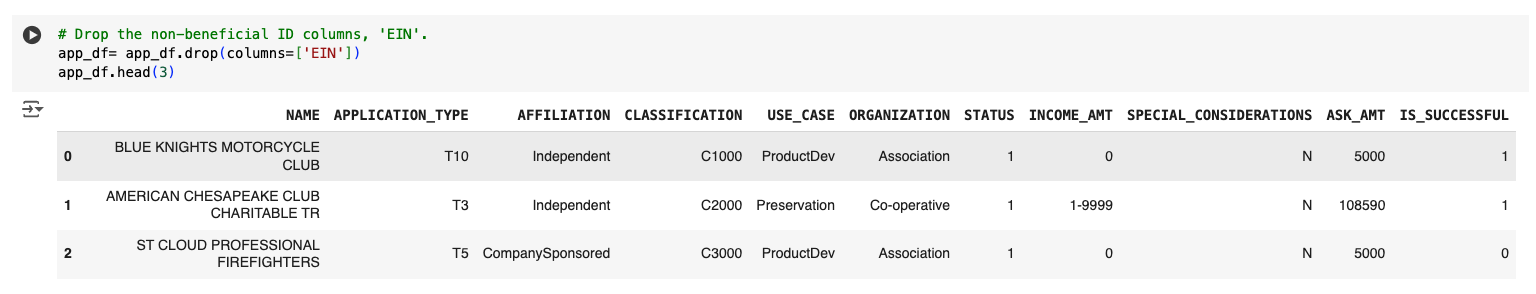 # Drop the non-beneficial ID columns, 'EIN'.
app_df= app_df.drop(columns=['EIN'])
app_df.head(3)
NAME APPLICATION_TYPE AFFILIATION CLASSIFICATION USE_CASE ORGANIZATION STATUS INCOME_AMT SPECIAL_CONSIDERATIONS ASK_AMT IS_SUCCESSFUL
0 BLUE KNIGHTS MOTORCYCLE
CLUB T10 Independent C1000 ProductDev Association 1 0 N 5000 1
1 AMERICAN CHESAPEAKE CLUB
CHARITABLE TR T3 Independent C2000 Preservation Co-operative 1 1-9999 N 108590 1
2 ST CLOUD PROFESSIONAL
FIREFIGHTERS T5 CompanySponsored C3000 ProductDev Association 1 0 N 5000 0